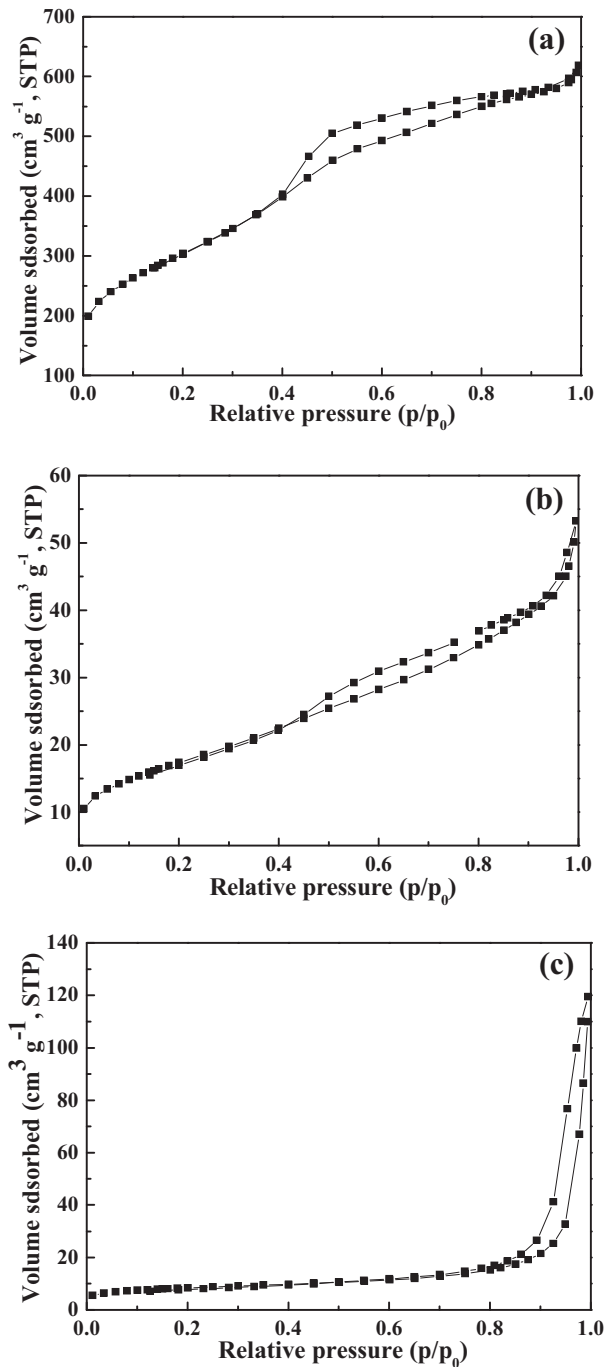 (a)
Volume sdsorbed (cm³ g⁻¹, STP)
700
600
500
400
300
200
100
0.0 0.2 0.4 0.6 0.8 1.0
Relative pressure (p/p₀)
(b)
Volume sdsorbed (cm³ g⁻¹, STP)
60
50
40
30
20
10
0.0 0.2 0.4 0.6 0.8 1.0
Relative pressure (p/p₀)
(c)
Volume sdsorbed (cm³ g⁻¹, STP)
140
120
100
80
60
40
20
0
0.0 0.2 0.4 0.6 0.8 1.0
Relative pressure (p/p₀)